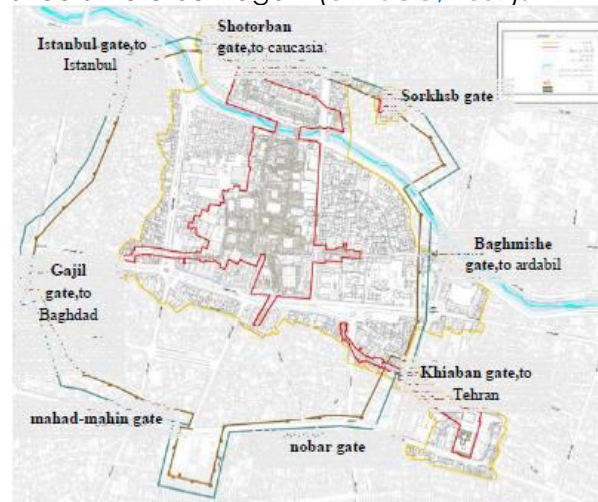 Shotorban
gate,to caucasia
Istanbul gate,to
Istanbul
Sorkhsb gate
Baghmishe
gate,to ardabil
Gajil
gate,to
Baghdad
Khiaban gate,to
Tehran
mahad-mahin gate
nobar gate